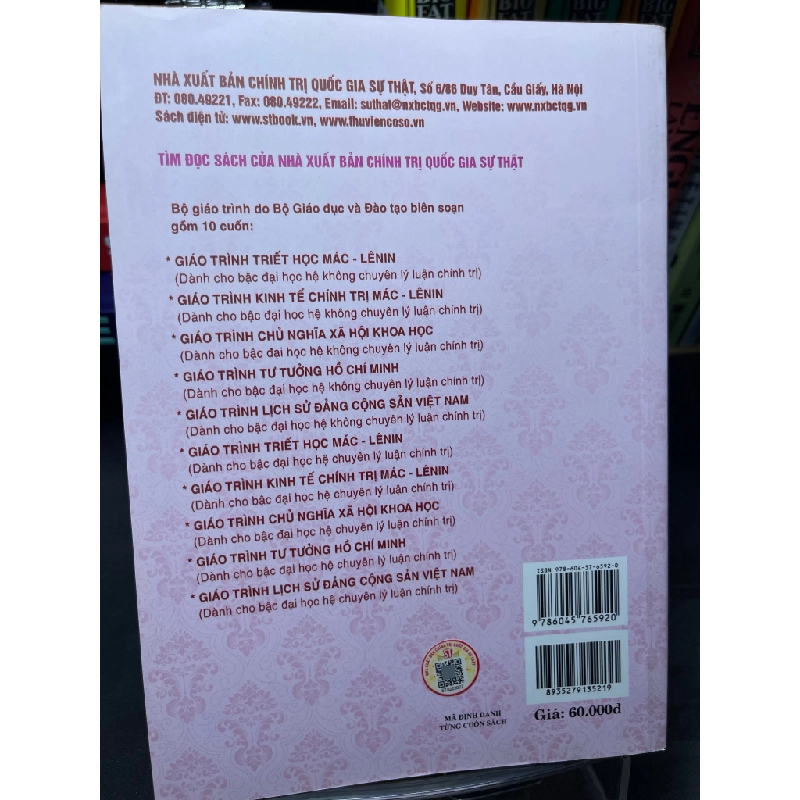 NHÀ XUẤT BẢN CHÍNH TRỊ QUỐC GIA SỰ THẬT, Số 6/86 Duy Tân, Cầu Giấy, Hà Nội
ĐT: 080.49221, Fax: 080.49222, Email: suthat@nxbctqg.vn, Website: www.nxbctqg.vn
Sách điện tử: www.stbook.vn, www.thuviencoso.vn
TÌM ĐỌC SÁCH CỦA NHÀ XUẤT BẢN CHÍNH TRỊ QUỐC GIA SỰ THẬT
Bộ giáo trình do Bộ Giáo dục và Đào tạo biên soạn
gồm 10 cuốn:
* GIÁO TRÌNH TRIẾT HỌC MÁC - LÊNIN
(Dành cho bậc đại học hệ không chuyên lý luận chính trị)
* GIÁO TRÌNH KINH TẾ CHÍNH TRỊ MÁC - LÊNIN
(Dành cho bậc đại học hệ không chuyên lý luận chính trị)
* GIÁO TRÌNH CHỦ NGHĨA XÃ HỘI KHOA HỌC
(Dành cho bậc đại học hệ không chuyên lý luận chính trị)
* GIÁO TRÌNH TƯ TƯỞNG HỒ CHÍ MINH
(Dành cho bậc đại học hệ không chuyên lý luận chính trị)
* GIÁO TRÌNH LỊCH SỬ ĐẢNG CỘNG SẢN VIỆT NAM
(Dành cho bậc đại học hệ không chuyên lý luận chính trị)
* GIÁO TRÌNH TRIẾT HỌC MÁC - LÊNIN
(Dành cho bậc đại học hệ chuyên lý luận chính trị)
* GIÁO TRÌNH KINH TẾ CHÍNH TRỊ MÁC - LÊNIN
(Dành cho bậc đại học hệ chuyên lý luận chính trị)
* GIÁO TRÌNH CHỦ NGHĨA XÃ HỘI KHOA HỌC
(Dành cho bậc đại học hệ chuyên lý luận chính trị)
* GIÁO TRÌNH TƯ TƯỞNG HỒ CHÍ MINH
(Dành cho bậc đại học hệ chuyên lý luận chính trị)
* GIÁO TRÌNH LỊCH SỬ ĐẢNG CỘNG SẢN VIỆT NAM
(Dành cho bậc đại học hệ chuyên lý luận chính trị)
ISBN 978-604-57-6592-0
9 786045 765920
8935279135219
MÃ ĐỊNH DANH
TỪNG CUỐN SÁCH
Giá: 60.000đ